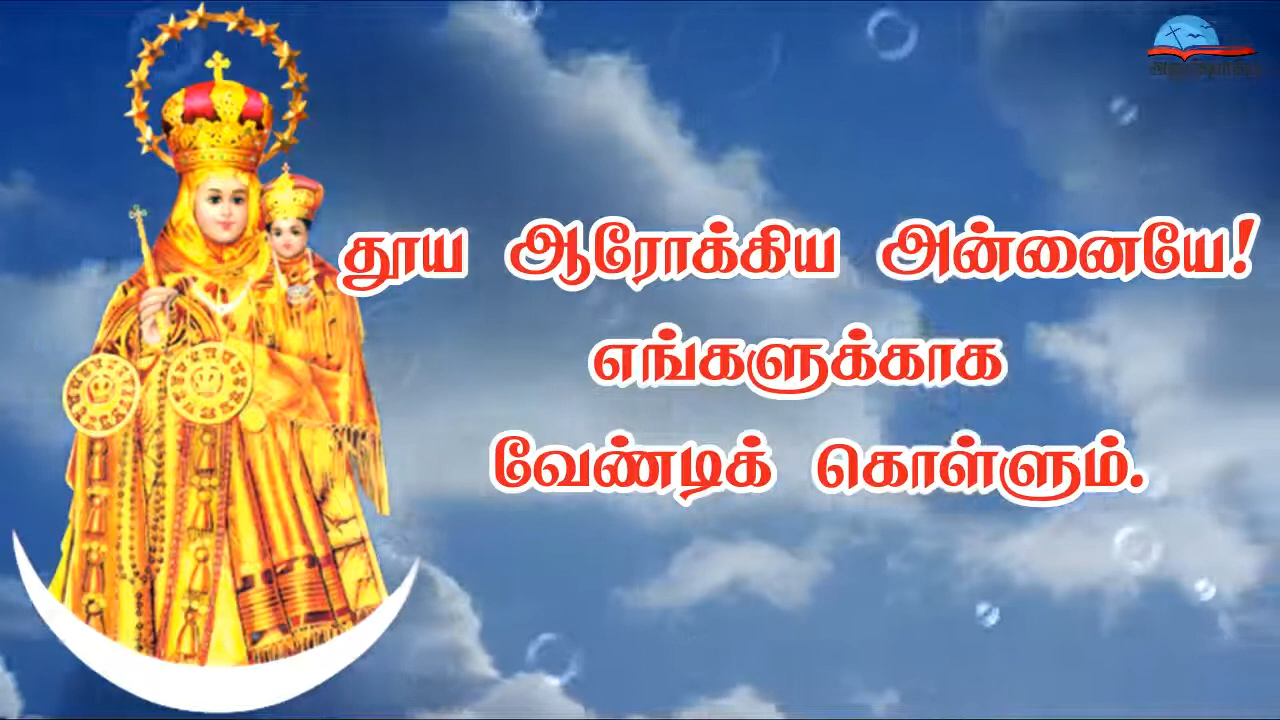 தூய ஆரோக்கிய அன்னையே!
எங்களுக்காக
வேண்டிக் கொள்ளும்.